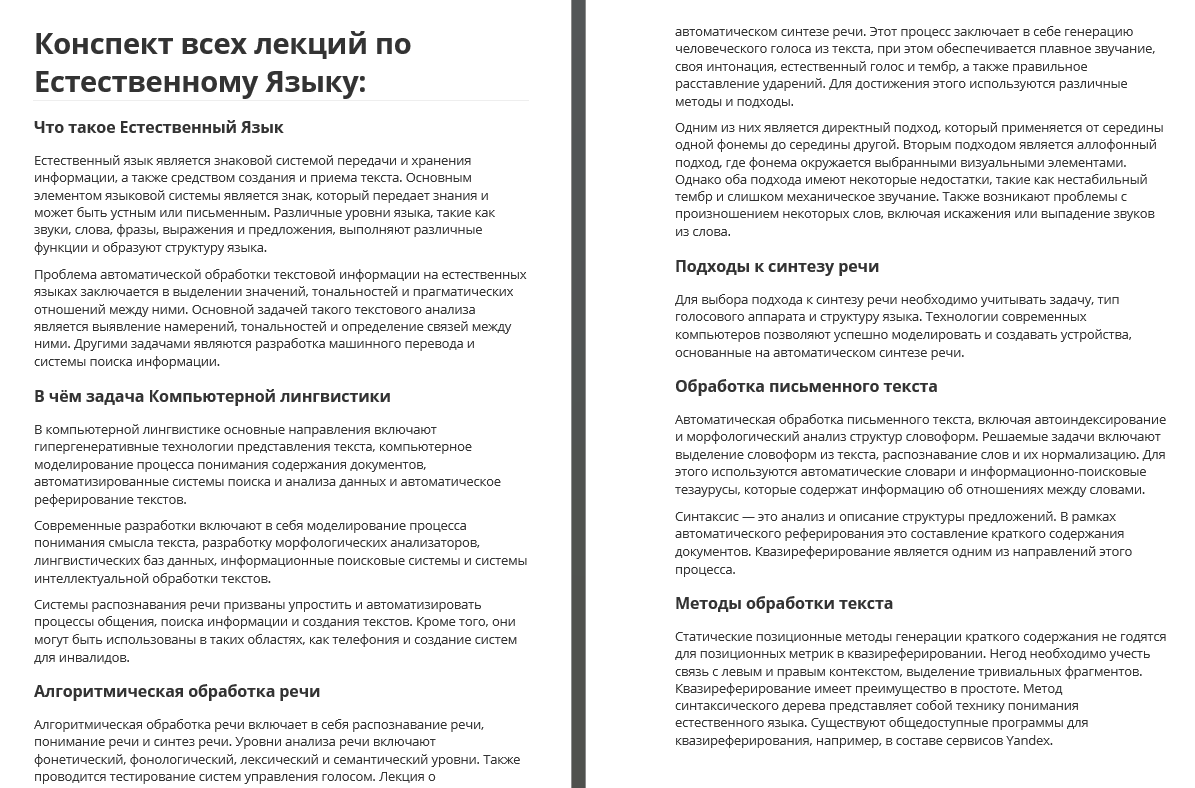 Конспект всех лекций по
Естественному Языку:
Что такое Естественный Язык
Естественный язык является знаковой системой передачи и хранения
информации, а также средством создания и приема текста. Основным
элементом языковой системы является знак, который передает знания и
может быть устным или письменным. Различные уровни языка, такие как
звуки, слова, фразы, выражения и предложения, выполняют различные
функции и образуют структуру языка.
Проблема автоматической обработки текстовой информации на естественных
языках заключается в выделении значений, тональностей и прагматических
отношений между ними. Основной задачей такого текстового анализа
является выявление намерений, тональностей и определение связей между
ними. Другими задачами являются разработка машинного перевода и
системы поиска информации.
В чём задача Компьютерной лингвистики
В компьютерной лингвистике основные направления включают
гипергенеративные технологии представления текста, компьютерное
моделирование процесса понимания содержания документов,
автоматизированные системы поиска и анализа данных и автоматическое
реферирование текстов.
Современные разработки включают в себя моделирование процесса
понимания смысла текста, разработку морфологических анализаторов,
лингвистических баз данных, информационные поисковые системы и системы
интеллектуальной обработки текстов.
Системы распознавания речи призваны упростить и автоматизировать
процессы общения, поиска информации и создания текстов. Кроме того, они
могут быть использованы в таких областях, как телефония и создание систем
для инвалидов.
Алгоритмическая обработка речи
Алгоритмическая обработка речи включает в себя распознавание речи,
понимание речи и синтез речи. Уровни анализа речи включают
фонетический, фонологический, лексический и семантический уровни. Также
проводится тестирование систем управления голосом. Лекция о
автоматическом синтезе речи. Этот процесс заключает в себе генерацию
человеческого голоса из текста, при этом обеспечивается плавное звучание,
своя интонация, естественный голос и тембр, а также правильное
расставление ударений. Для достижения этого используются различные
методы и подходы.
Одним из них является директный подход, который применяется от середины
одной фонемы до середины другой. Вторым подходом является аллофонный
подход, где фонема окружается выбранными визуальными элементами.
Однако оба подхода имеют некоторые недостатки, такие как нестабильный
тембр и слишком механическое звучание. Также возникают проблемы с
произношением некоторых слов, включая искажения или выпадение звуков
из слова.
Подходы к синтезу речи
Для выбора подхода к синтезу речи необходимо учитывать задачу, тип
голосового аппарата и структуру языка. Технологии современных
компьютеров позволяют успешно моделировать и создавать устройства,
основанные на автоматическом синтезе речи.
Обработка письменного текста
Автоматическая обработка письменного текста, включая автоиндексирование
и морфологический анализ структур словоформ. Решаемые задачи включают
выделение словоформ из текста, распознавание слов и их нормализацию. Для
этого используются автоматические словари и информационно-поисковые
тезаурусы, которые содержат информацию об отношениях между словами.
Синтаксис — это анализ и описание структуры предложений. В рамках
автоматического реферирования это составление краткого содержания
документов. Квазиреферирование является одним из направлений этого
процесса.
Методы обработки текста
Статические позиционные методы генерации краткого содержания не годятся
для позиционных метрик в квазиреферировании. Негод необходимо учесть
связь с левым и правым контекстом, выделение тривиальных фрагментов.
Квазиреферирование имеет преимущество в простоте. Метод
синтаксического дерева представляет собой технику понимания
естественного языка. Существуют общедоступные программы для
квазиреферирования, например, в составе сервисов Yandex.